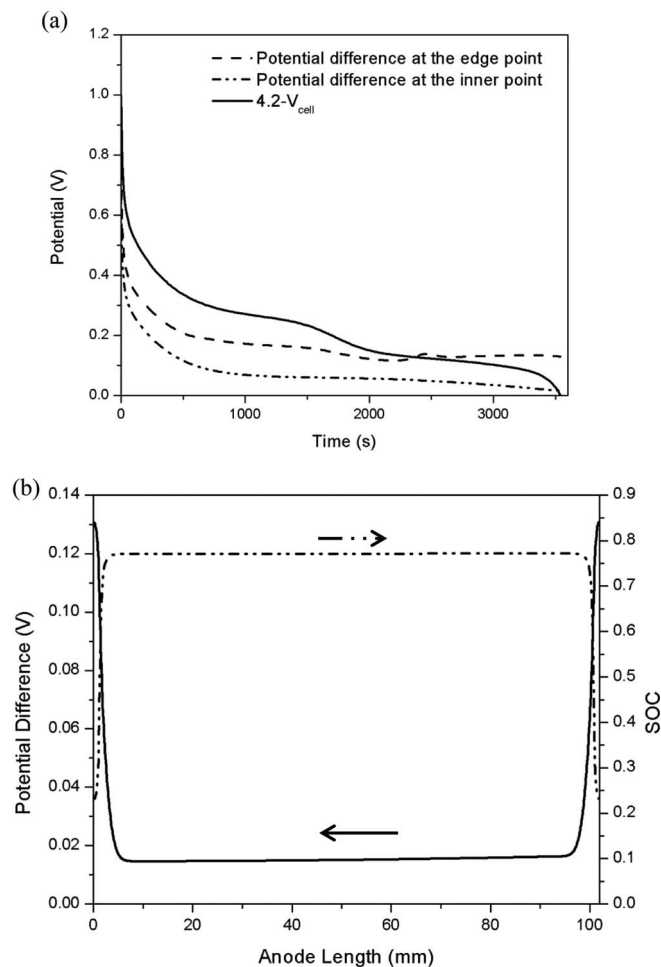 (a)
1.2
1.0
0.8
0.6
0.4
0.2
0.0
Potential (V)
Potential difference at the edge point
Potential difference at the inner point
4.2-Vcell
0 1000 2000 3000
Time (s)
(b)
0.14
0.12
0.10
0.08
0.06
0.04
0.02
0.00
Potential Difference (V)
0.9
0.8
0.7
0.6
0.5
0.4
0.3
0.2
0.1
0.0
SOC
0 20 40 60 80 100
Anode Length (mm)